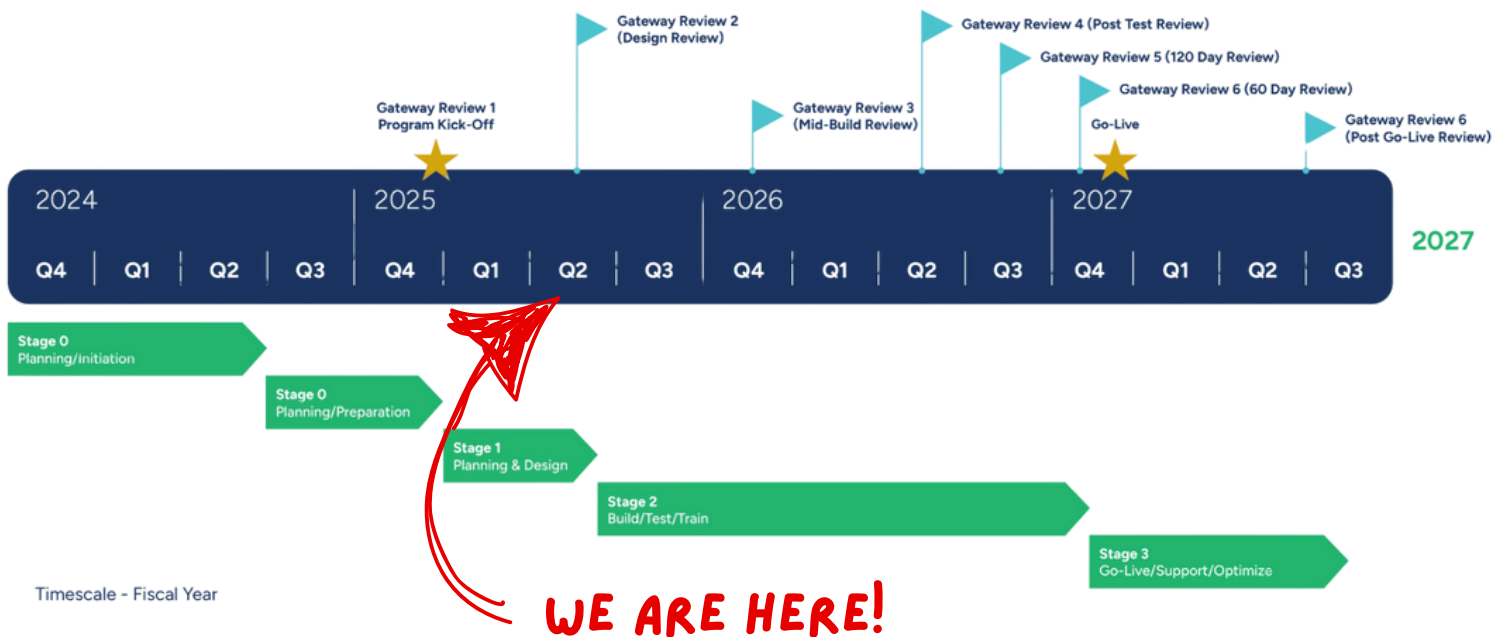 Gateway Review 2
(Design Review)
Gateway Review 4 (Post Test Review)
Gateway Review 5 (120 Day Review)
Gateway Review 6 (60 Day Review)
Gateway Review 1
Program Kick-Off
Gateway Review 3
(Mid-Build Review)
Go-Live
Gateway Review 6
(Post Go-Live Review)
2024 2025 2026 2027
2027
Q4 Q1 Q2 Q3 Q4 Q1 Q2 Q3 Q4 Q1 Q2 Q3 Q4 Q1 Q2 Q3
Stage 0
Planning/Initiation
Stage 0
Planning/Preparation
Stage 1
Planning & Design
Stage 2
Build/Test/Train
Stage 3
Go-Live/Support/Optimize
Timescale - Fiscal Year
WE ARE HERE!